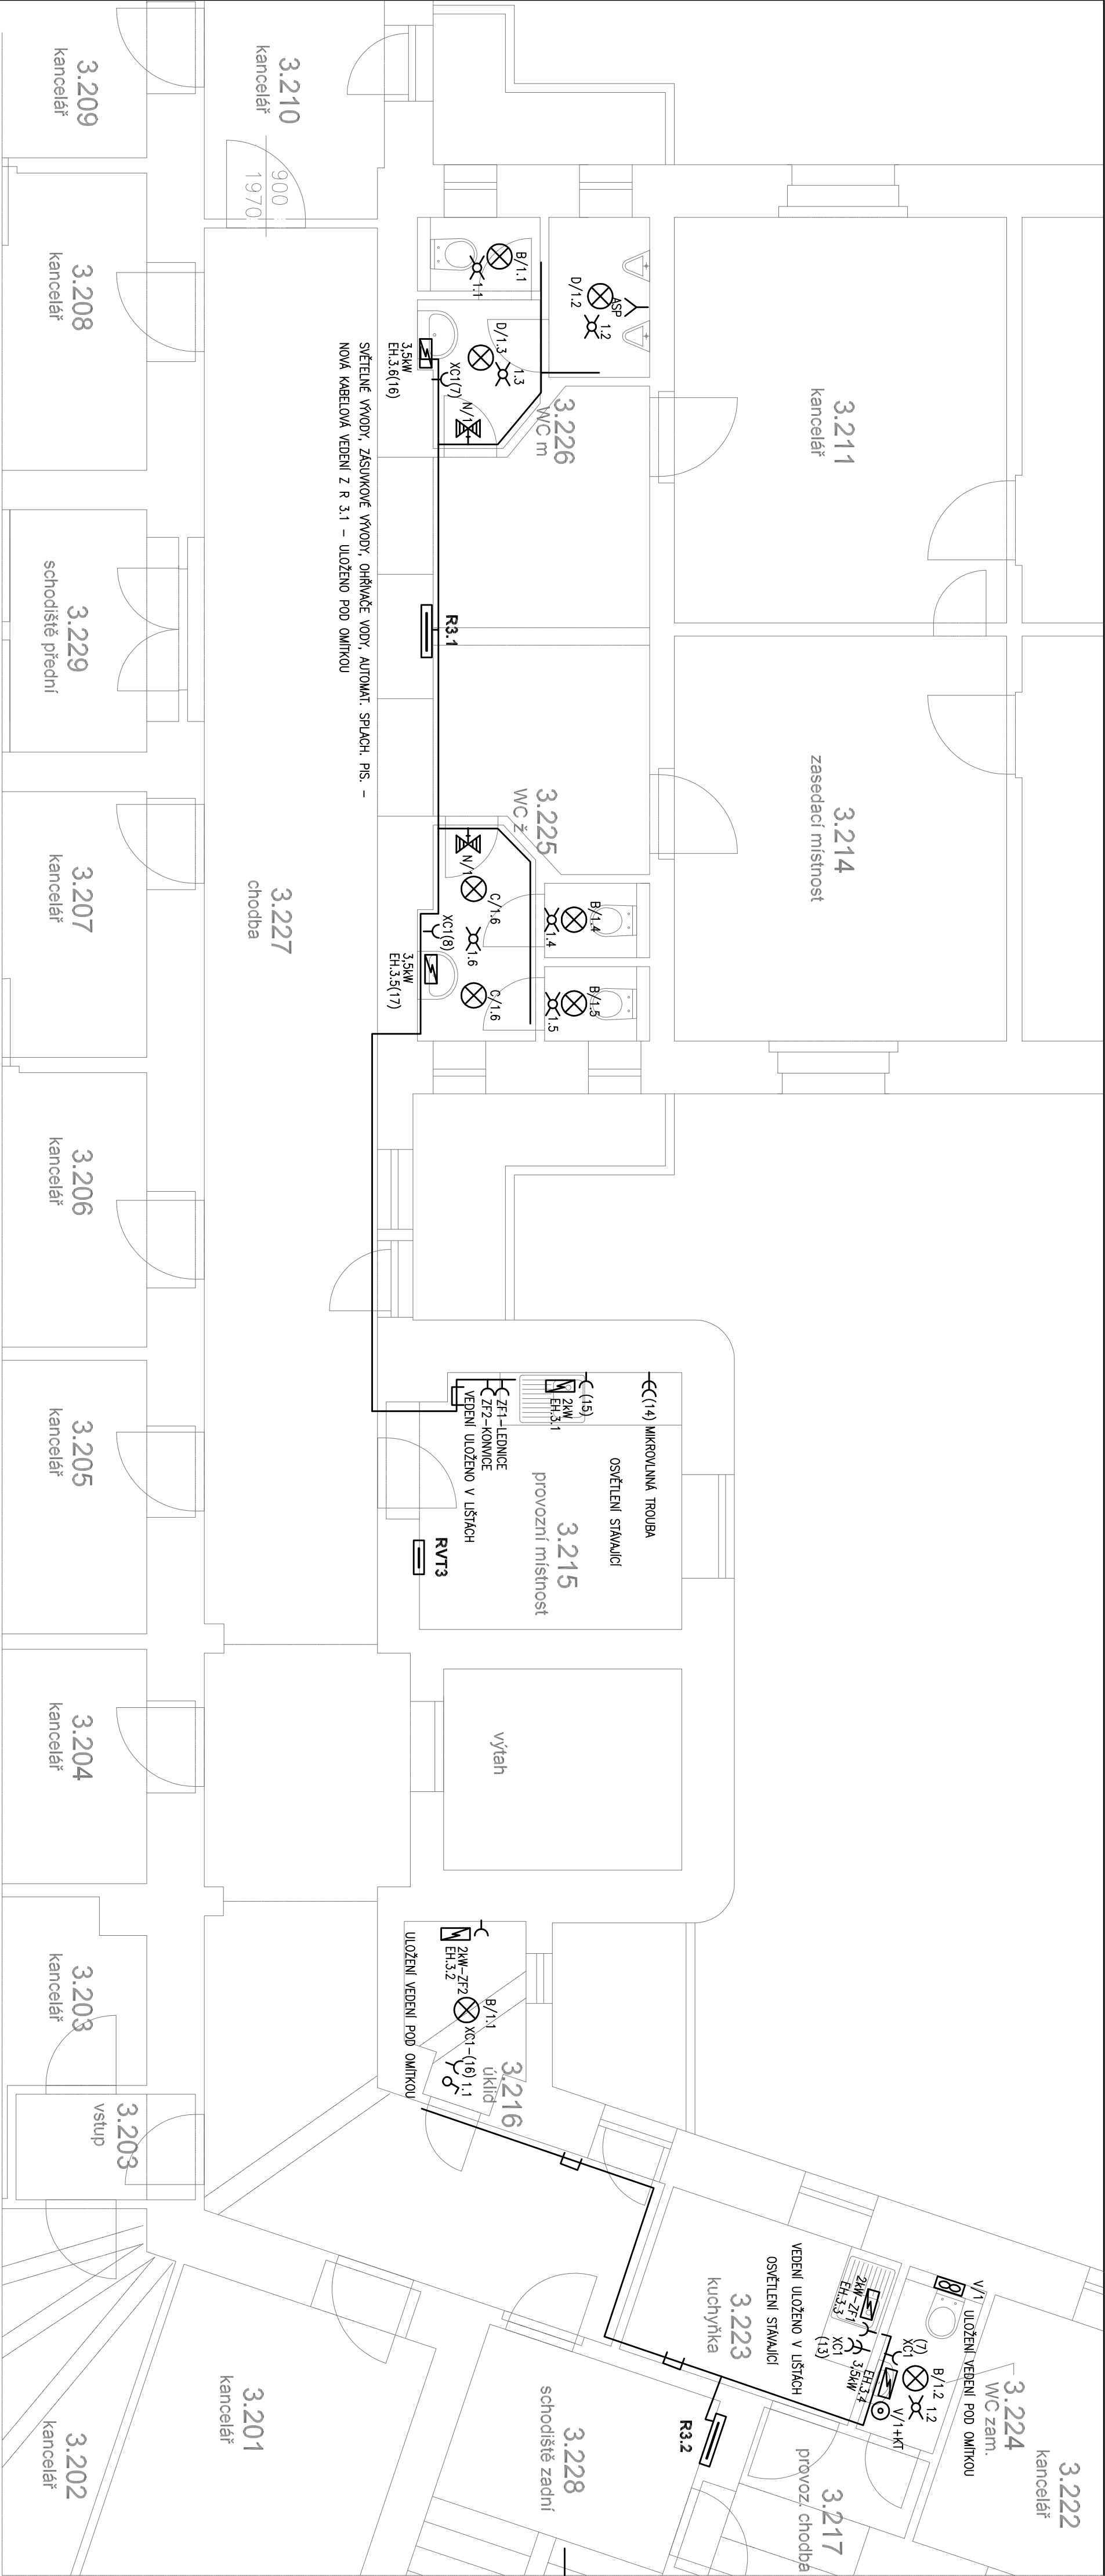 3.209
kancelář
3.210
kancelář
900
1970
3.208
kancelář
3.211
kancelář
B/1.1
1.1
D/1.2
ASP
1.2
D/1.3
1.3
3,5kW
EH.3.6(16)
XC1(7)
N/1
3.226
WC m
SVĚTELNÉ VÝVODY, ZÁSUVKOVÉ VÝVODY, OHŘÍVAČE VODY, AUTOMAT. SPLACH. PIS. –
NOVÁ KABELOVÁ VEDENÍ Z R 3.1 – ULOŽENO POD OMÍTKOU
3.229
schodiště přední
R3.1
3.214
zasedací místnost
3.225
WC ž
N/1
C/1.6
B/1.4
1.4
XC1(8)
1.6
3,5kW
EH.3.5(17)
C/1.6
B/1.5
1.5
3.207
kancelář
3.227
chodba
3.206
kancelář
3.205
kancelář
(14) MIKROVLNNÁ TROUBA
(15)
2kW
EH.3.1
ZF1-LEDNICE
ZF2-KONVICE
VEDENÍ ULOŽENO V LIŠTÁCH
OSVĚTLENÍ STÁVAJÍCÍ
3.215
provozní místnost
RVT3
3.204
kancelář
výtah
3.203
kancelář
2kW-ZF2
EH.3.2
B/1.1
XC1-(16)
1.1
ULOŽENÍ VEDENÍ POD OMÍTKOU
3.216
úklid
3.203
vstup
3.201
kancelář
3.202
kancelář
VEDENÍ ULOŽENO V LIŠTÁCH
OSVĚTLENÍ STÁVAJÍCÍ
3.223
kuchyňka
2kW-ZF1
EH.3.3
XC1
(13)
3,5kW
EH.3.4
V/1
ULOŽENÍ VEDENÍ POD OMÍTKOU
(7)
XC1
B/1.2
1.2
V/1+KT
3.224
WC zam.
3.222
kancelář
R3.2
3.228
schodiště zadní
3.217
provoz. chodba